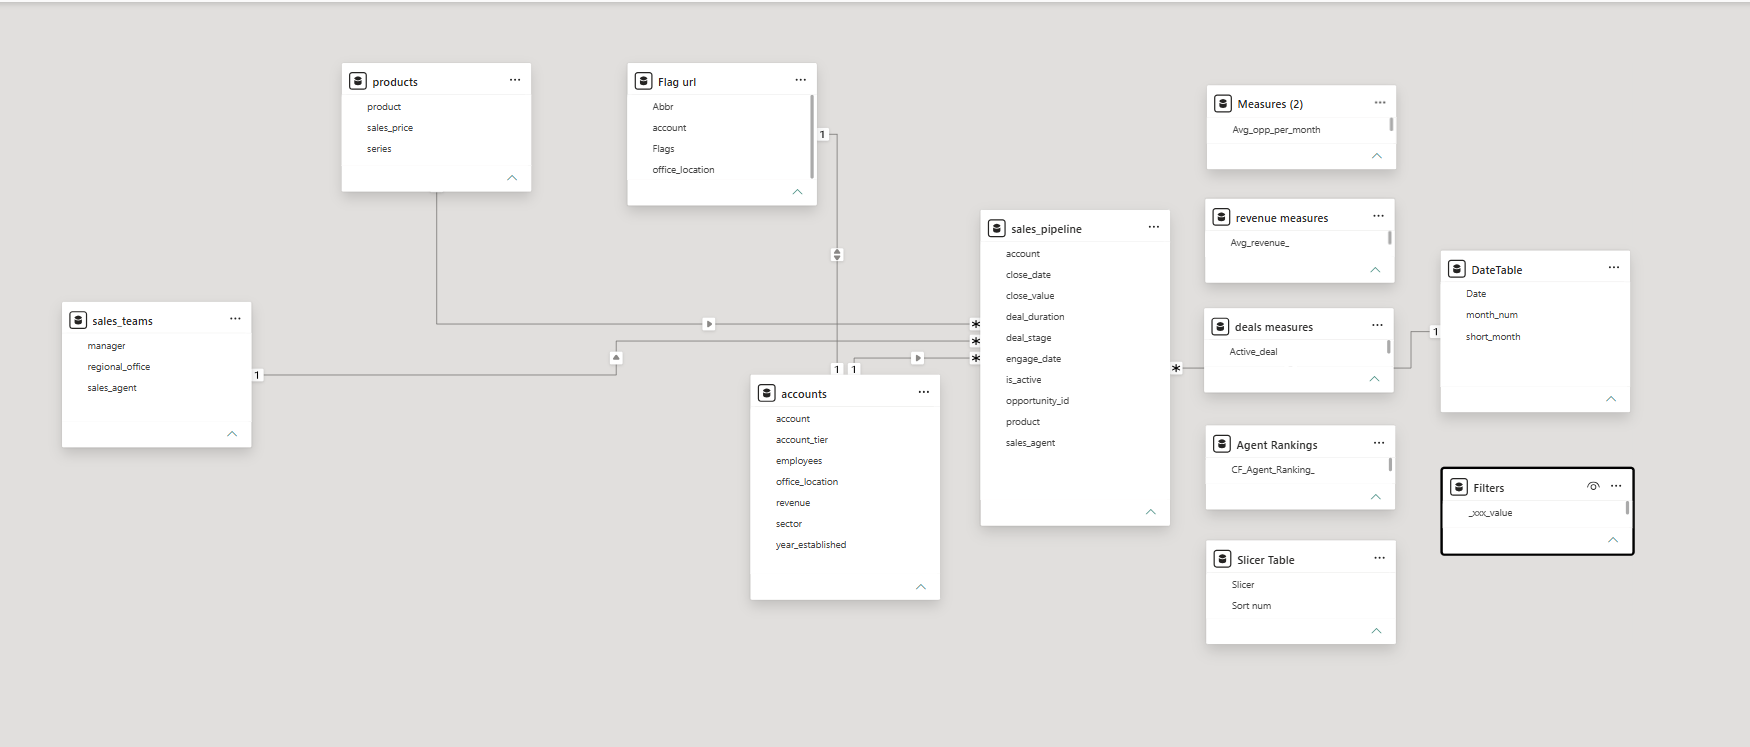 products
product
sales_price
series
Flag url
Abbr
account
Flags
office_location
1
sales_teams
manager
regional_office
sales_agent
1
1
1
accounts
account
account_tier
employees
office_location
revenue
sector
year_established
*
*
*
sales_pipeline
account
close_date
close_value
deal_duration
deal_stage
engage_date
is_active
opportunity_id
product
sales_agent
*
Measures (2)
Avg_opp_per_month
revenue measures
Avg_revenue_
deals measures
Active_deal
Agent Rankings
CF_Agent_Ranking_
Slicer Table
Slicer
Sort num
1
DateTable
Date
month_num
short_month
Filters
_xxx_value